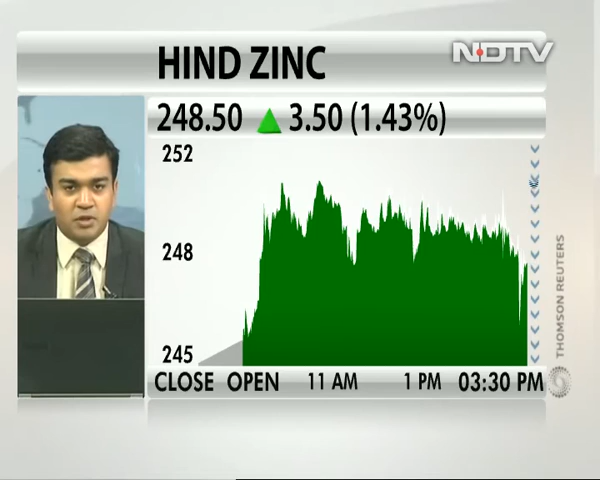 HIND ZINC
NDTV
248.50 ▲ 3.50 (1.43%)
252
248
245
CLOSE OPEN 11 AM 1 PM 03:30 PM
THOMSON REUTERS